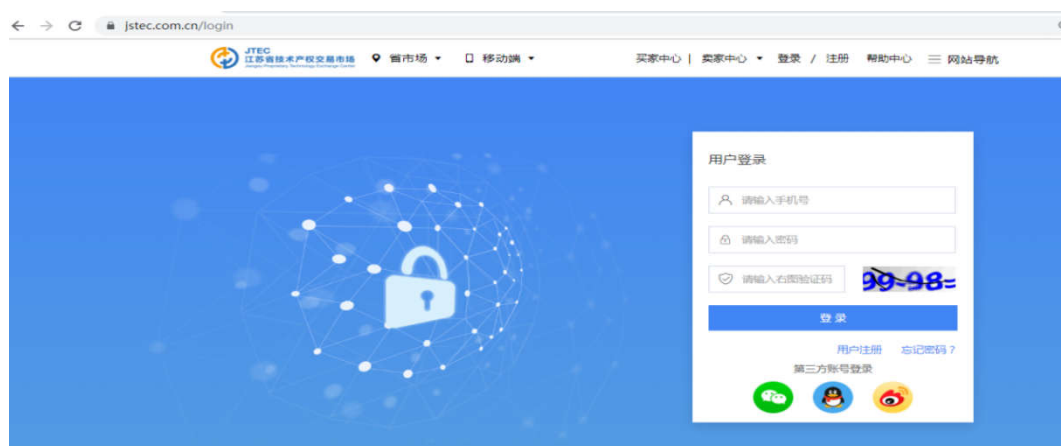 jstec.com.cn/login
JTEC
江苏省技术产权交易市场
省市场
移动端
买家中心 | 卖家中心 登录 / 注册 帮助中心 网站导航
用户登录
请输入手机号
请输入密码
请输入右图验证码
99-98=
登录
用户注册 忘记密码？
第三方账号登录